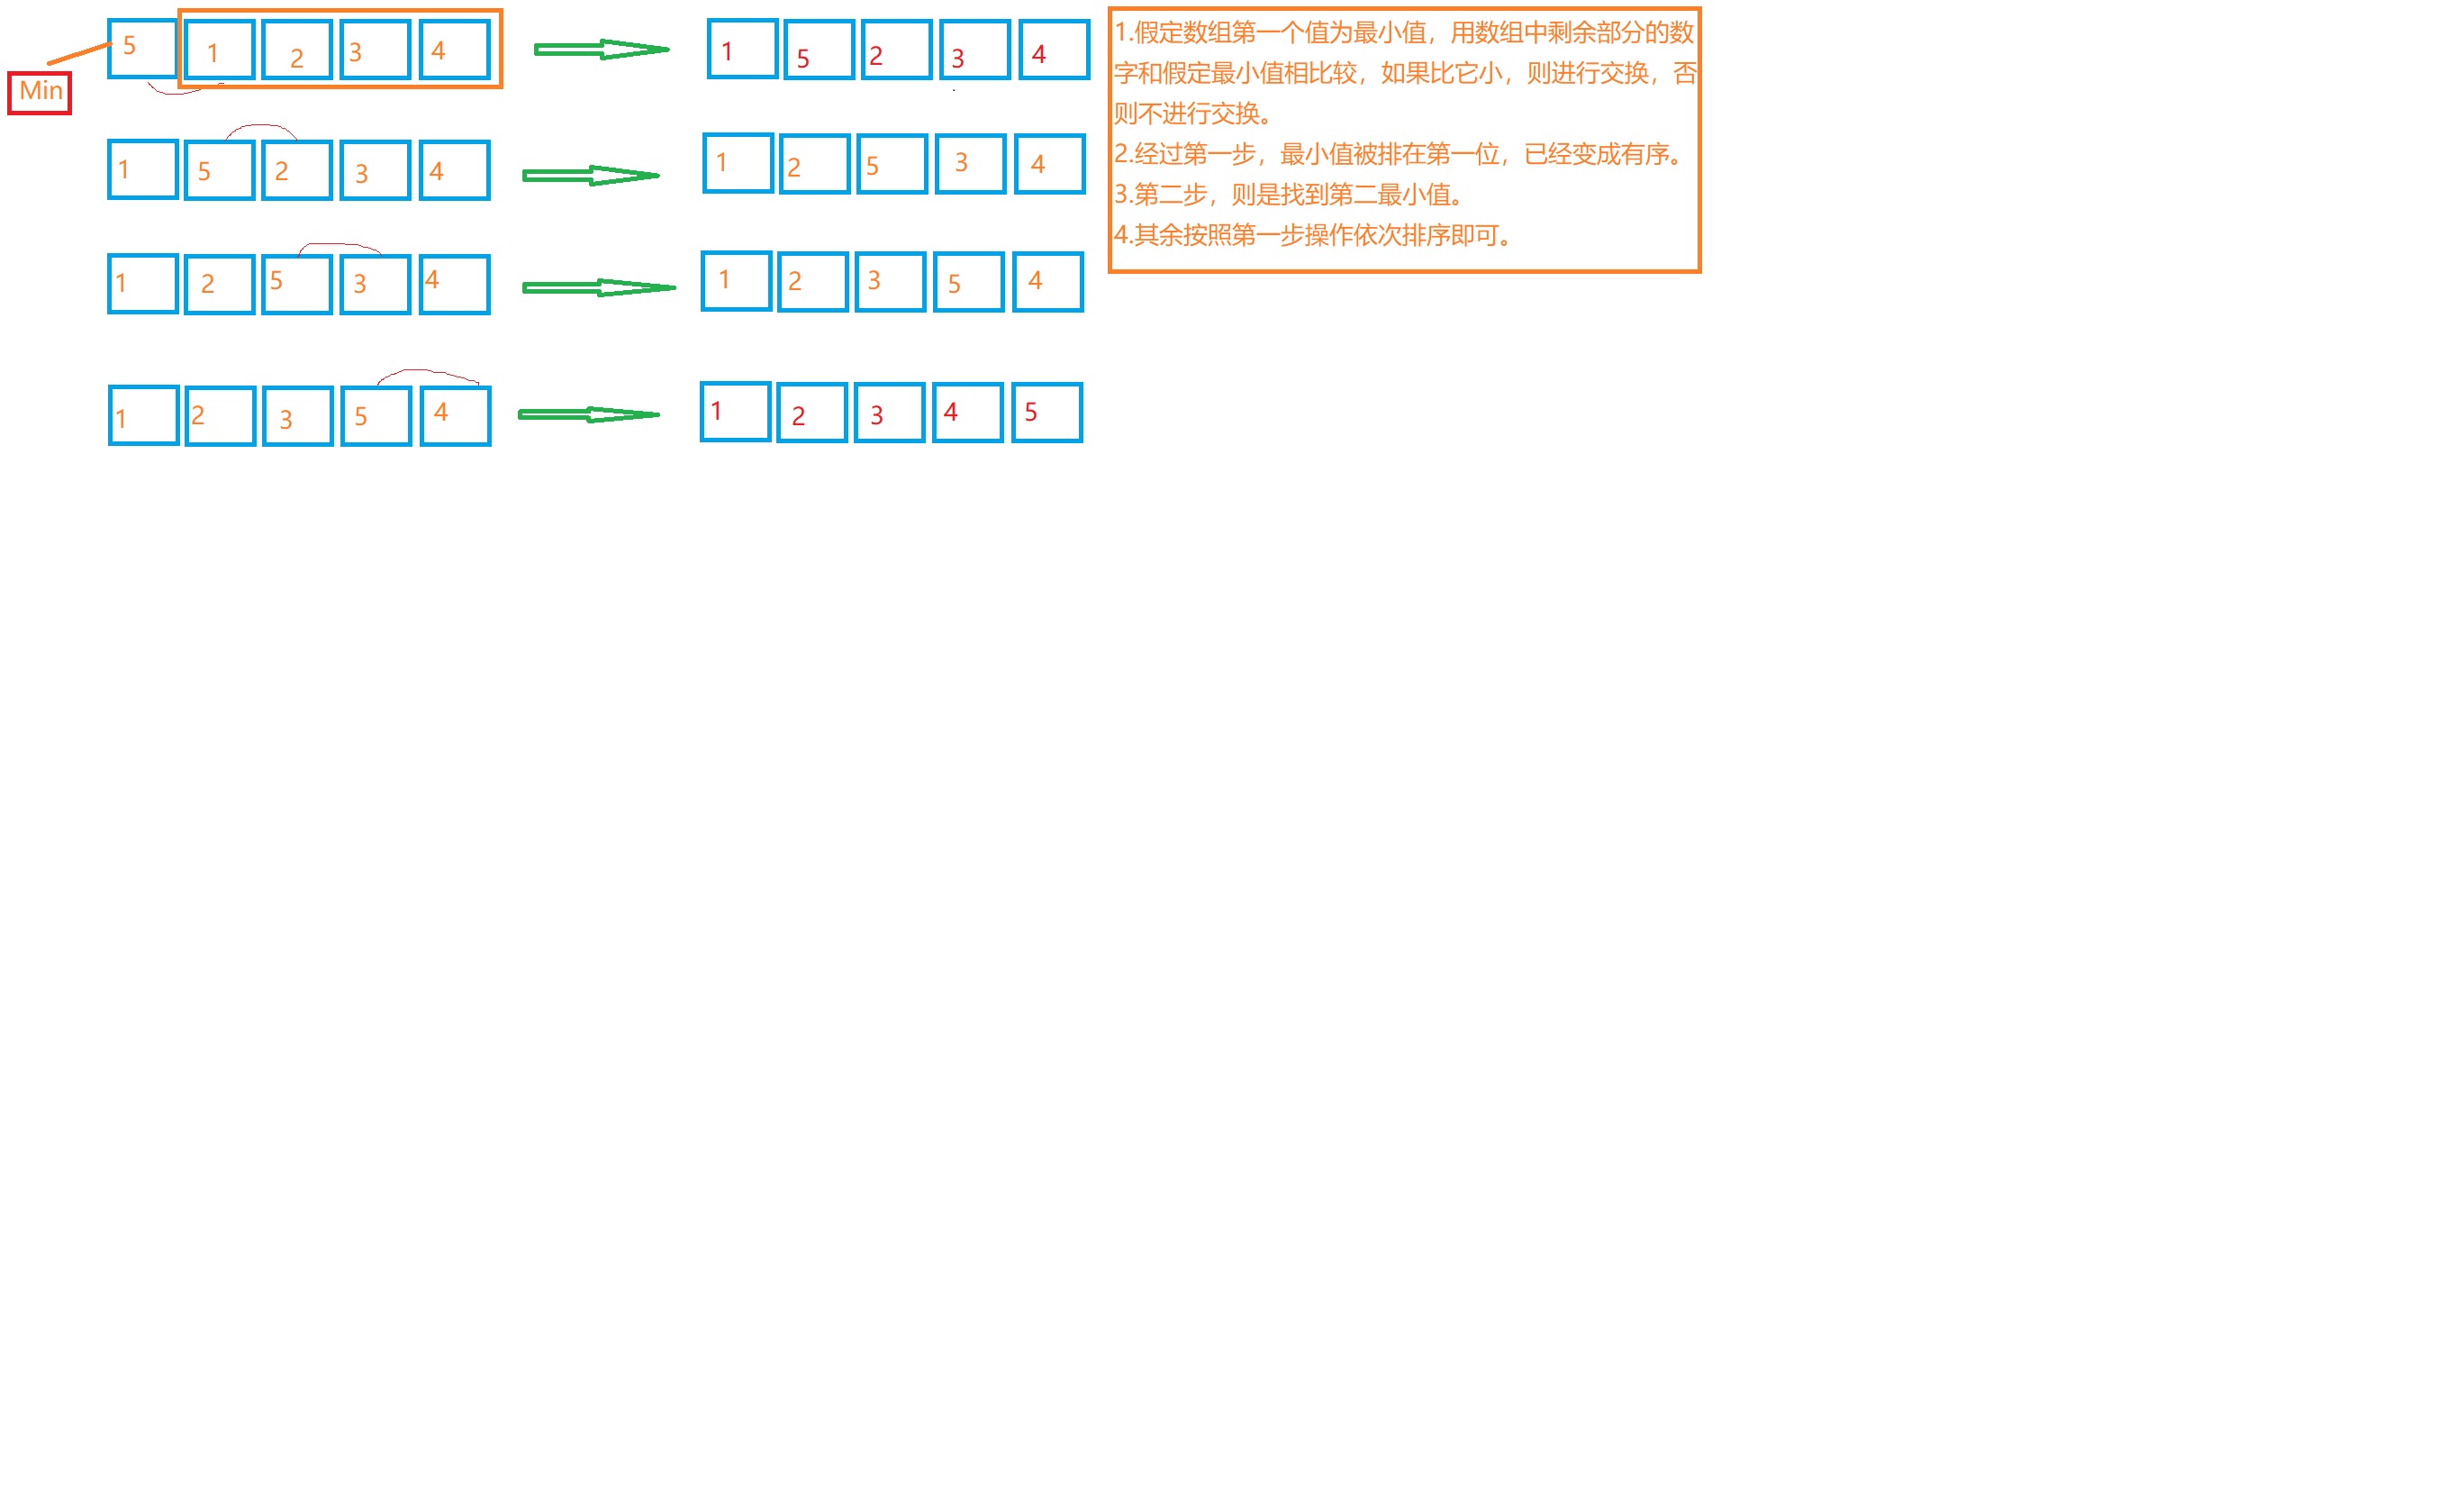 5 1 2 3 4
1 5 2 3 4
Min
1 5 2 3 4
1 2 5 3 4
1 2 5 3 4
1 2 3 5 4
1 2 3 5 4
1 2 3 4 5
1.假定数组第一个值为最小值，用数组中剩余部分的数
字和假定最小值相比较，如果比它小，则进行交换，否
则不进行交换。
2.经过第一步，最小值被排在第一位，已经变成有序。
3.第二步，则是找到第二最小值。
4.其余按照第一步操作依次排序即可。